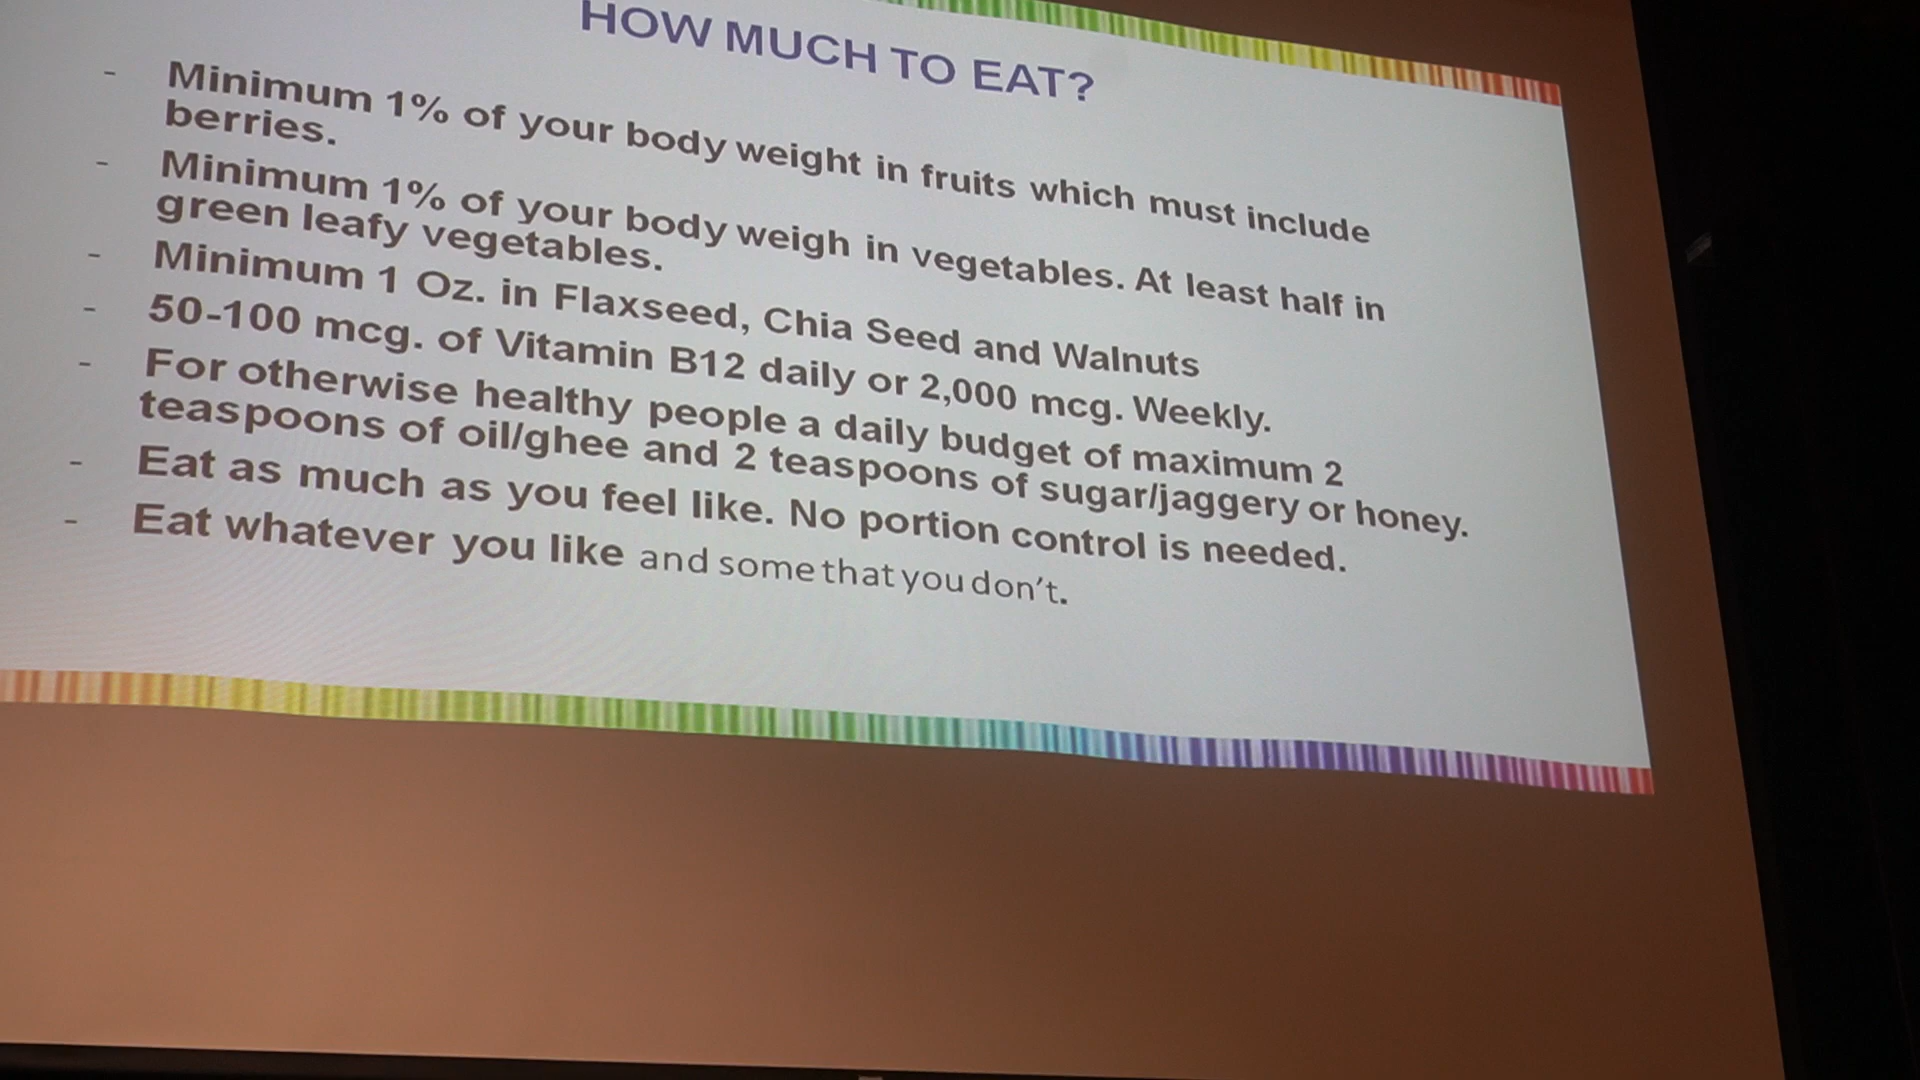 HOW MUCH TO EAT?
- Minimum 1% of your body weight in fruits which must include
berries.
- Minimum 1% of your body weigh in vegetables. At least half in
green leafy vegetables.
- Minimum 1 Oz. in Flaxseed, Chia Seed and Walnuts
- 50-100 mcg. of Vitamin B12 daily or 2,000 mcg. Weekly.
- For otherwise healthy people a daily budget of maximum 2
teaspoons of oil/ghee and 2 teaspoons of sugar/jaggery or honey.
- Eat as much as you feel like. No portion control is needed.
- Eat whatever you like and some that you don't.